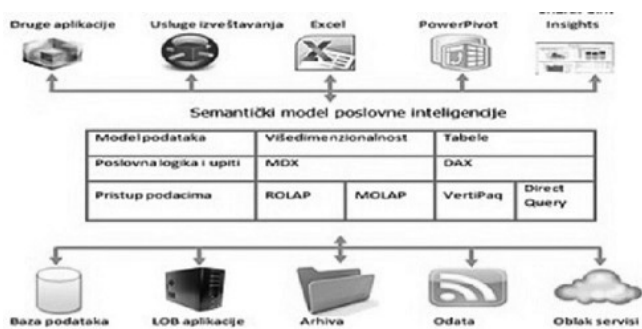 Druge aplikacije
Usluge izveštavanja
Excel
PowerPivot
Insights
Semantički model poslovne inteligencije
Model podataka
Višedimenzionalnost
Tabele
Poslovna logika i upiti
MDX
DAX
Pristup podacima
ROLAP
MOLAP
VertiPaq
Direct
Query
Baza podataka
LOB aplikacije
Arhiva
Odata
Oblak servisi